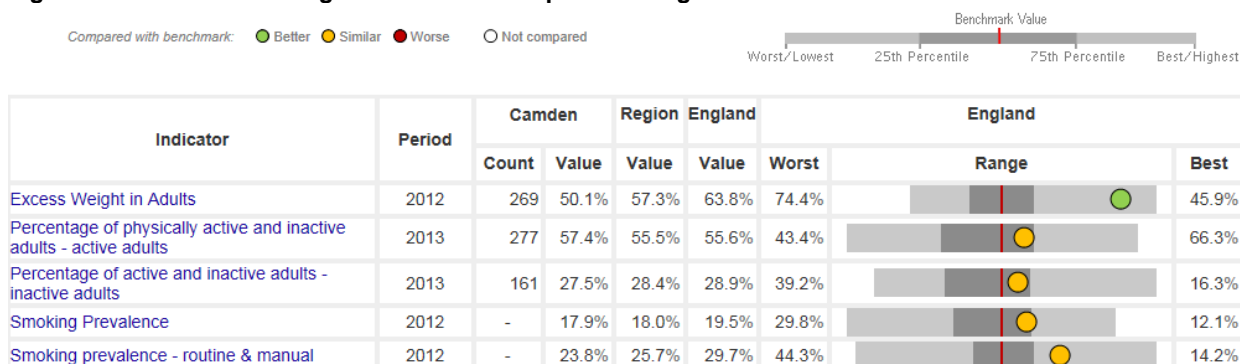 Benchmark Value
Compared with benchmark: Better Similar Worse Not compared
Worst/Lowest 25th Percentile 75th Percentile Best/Highest
Indicator Period Camden Region England England
Count Value Value Value Worst Range Best
Excess Weight in Adults 2012 269 50.1% 57.3% 63.8% 74.4% 45.9%
Percentage of physically active and inactive
adults - active adults 2013 277 57.4% 55.5% 55.6% 43.4% 66.3%
Percentage of active and inactive adults -
inactive adults 2013 161 27.5% 28.4% 28.9% 39.2% 16.3%
Smoking Prevalence 2012 - 17.9% 18.0% 19.5% 29.8% 12.1%
Smoking prevalence - routine & manual 2012 - 23.8% 25.7% 29.7% 44.3% 14.2%